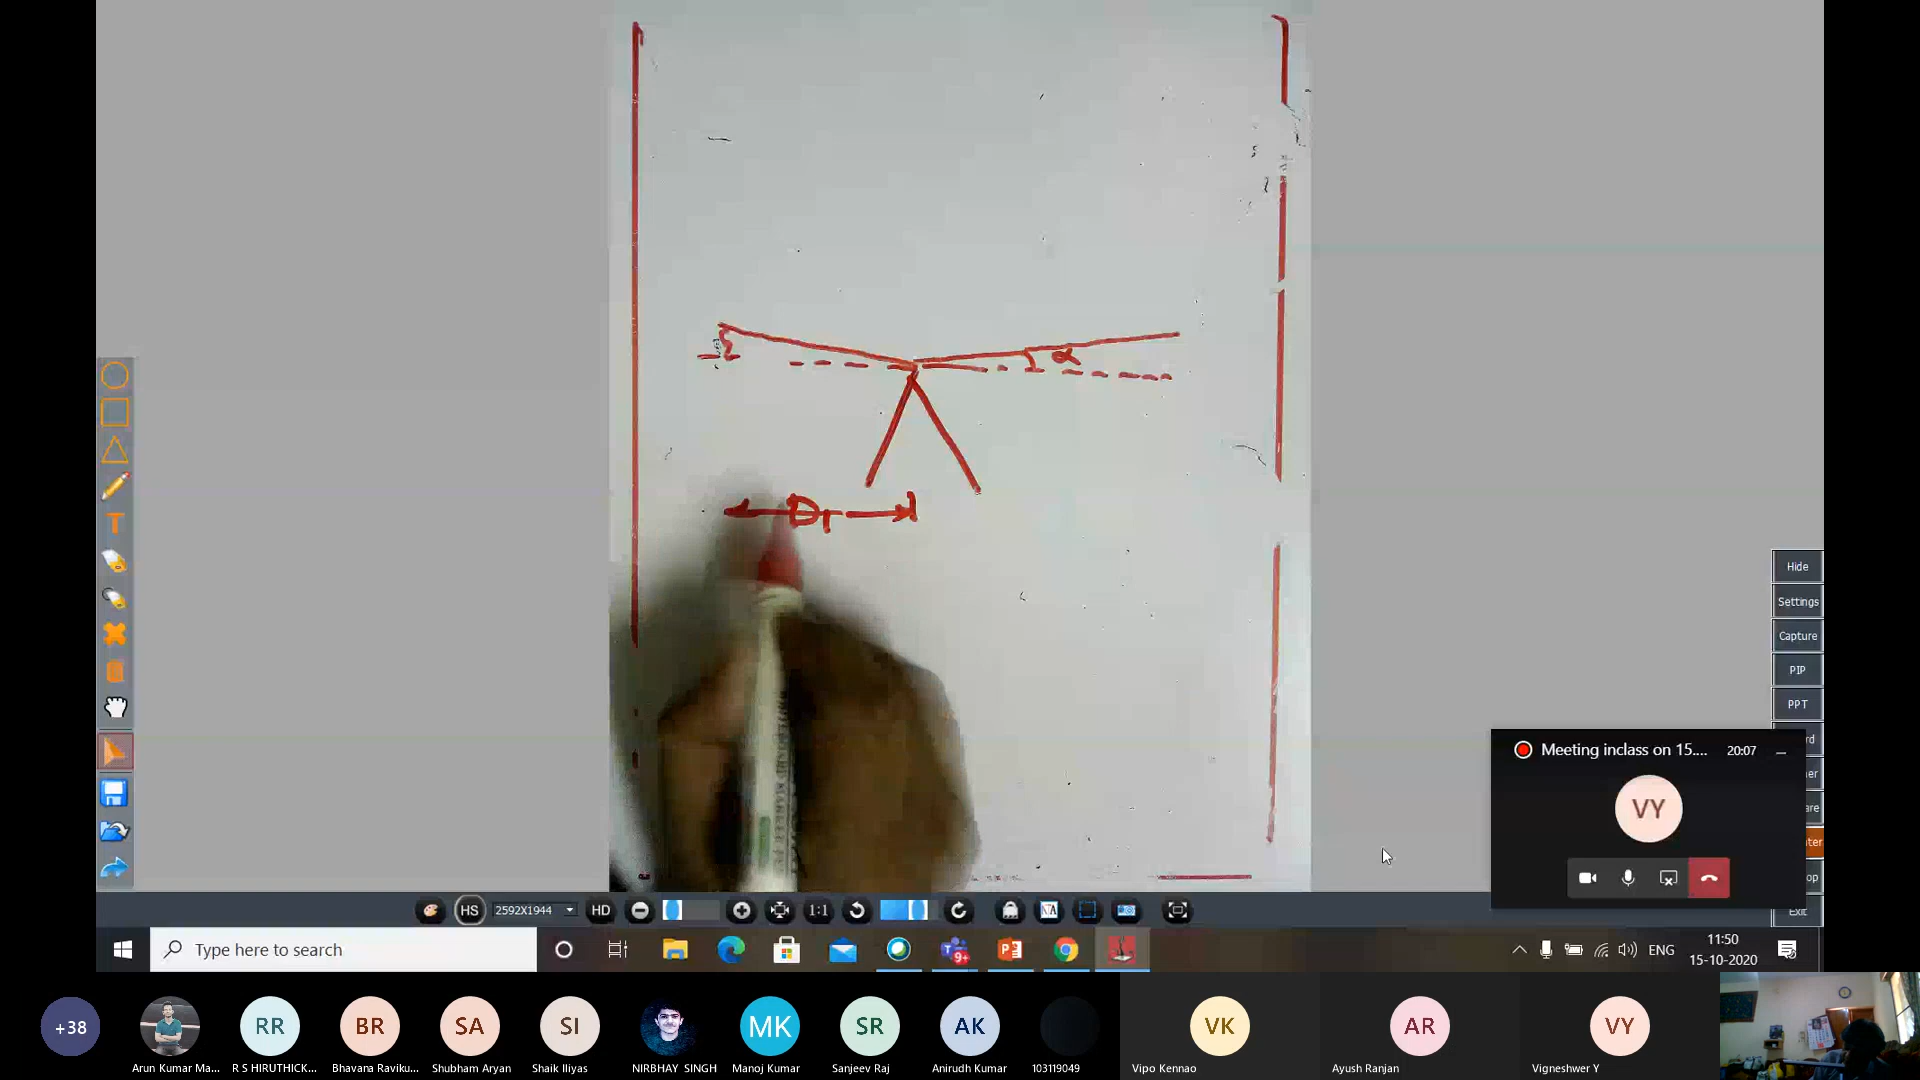 α
D₁
Hide
Settings
Capture
PIP
PPT
Exit
Meeting inclass on 15.... 20:07
VY
HS 2592X1944 HD 1:1
Type here to search
9+
ENG
11:50
15-10-2020
+38
RR BR SA SI MK SR AK VK AR VY
Arun Kumar Ma... R S HIRUTHICK... Bhavana Raviku... Shubham Aryan Shaik Iliyas NIRBHAY SINGH Manoj Kumar Sanjeev Raj Anirudh Kumar 103119049 Vipo Kennao Ayush Ranjan Vigneshwer Y